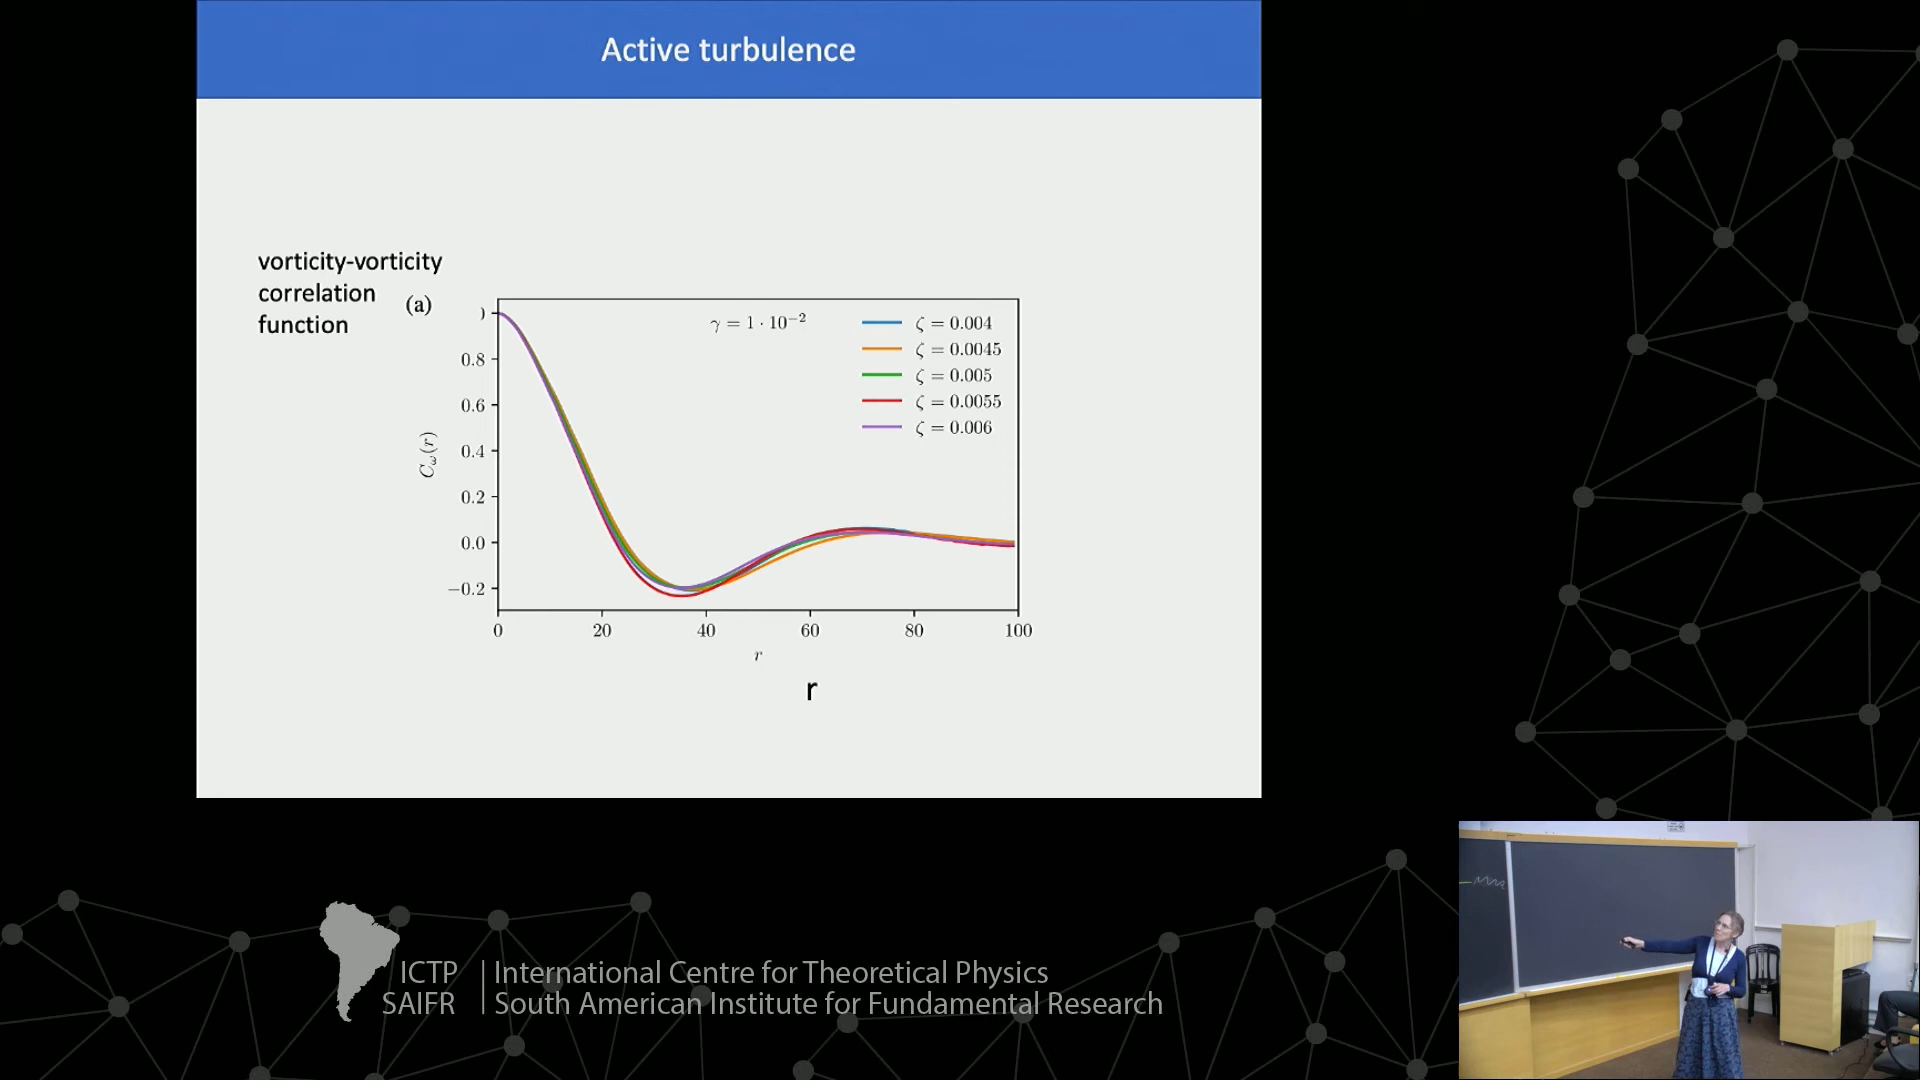 Active turbulence
vorticity-vorticity
correlation
function
(a)
)
0.8
0.6
0.4
0.2
0.0
−0.2
C_ω(r)
γ = 1 · 10⁻²
ζ = 0.004
ζ = 0.0045
ζ = 0.005
ζ = 0.0055
ζ = 0.006
0 20 40 60 80 100
r
r
ICTP
SAIFR
International Centre for Theoretical Physics
South American Institute for Fundamental Research